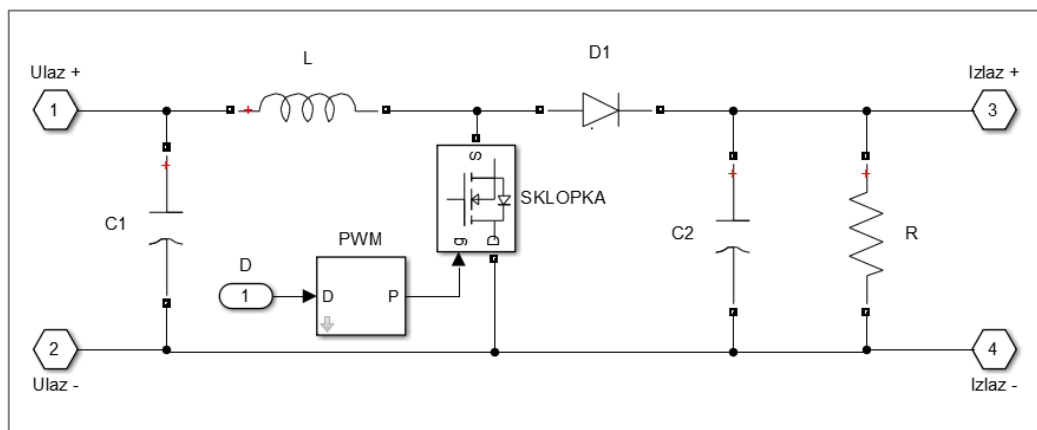 Ulaz +
1
L
D1
Izlaz +
3
S
SKLOPKA
g
D
C1
PWM
D
1
D
P
C2
R
2
Ulaz -
4
Izlaz -